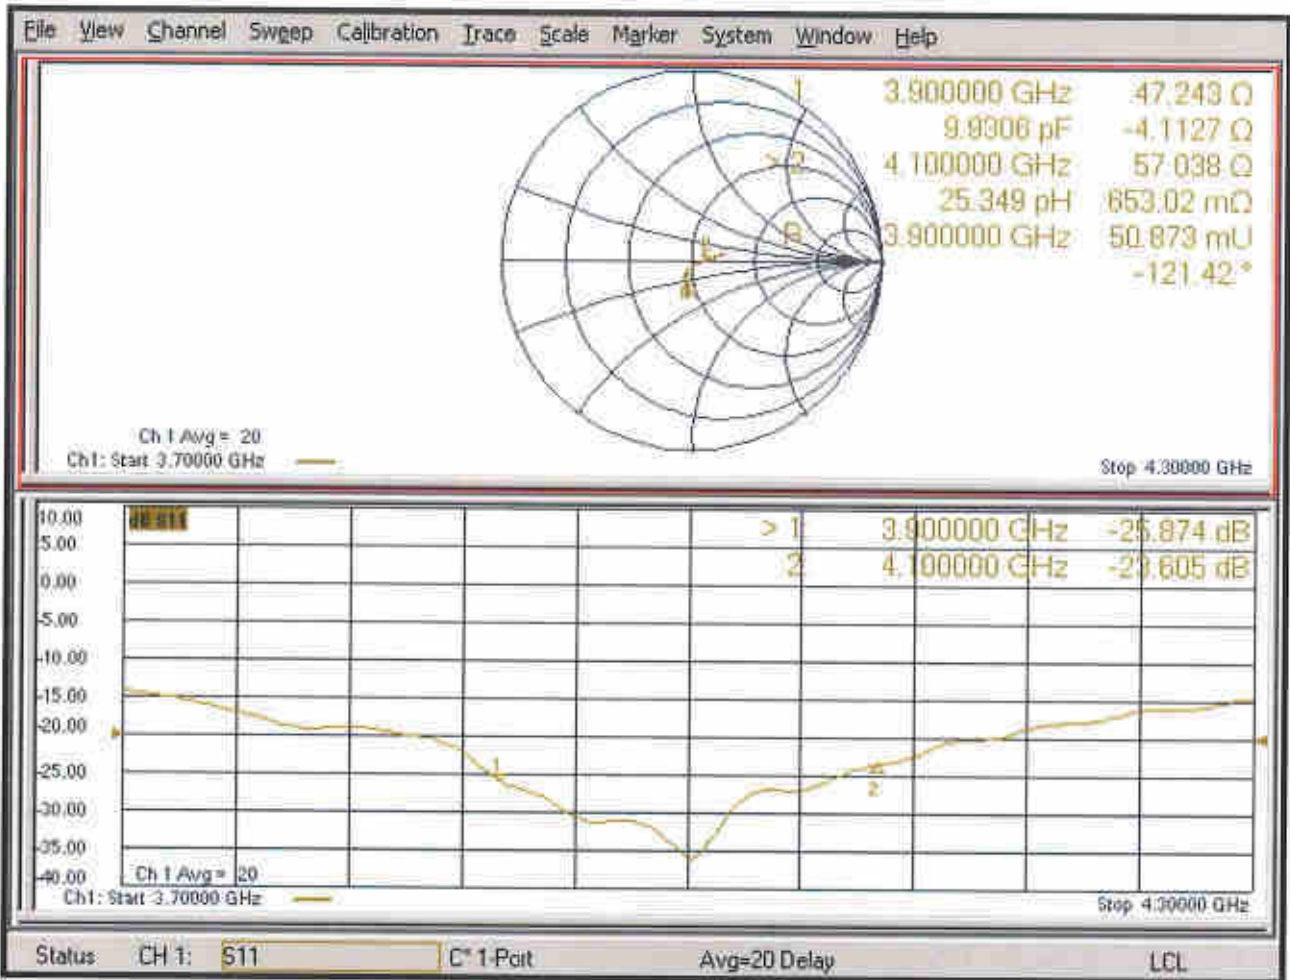 File View Channel Sweep Calibration Trace Scale Marker System Window Help
1 3.900000 GHz 47.243 Ω
9.9306 pF -4.1127 Ω
> 2 4.100000 GHz 57.038 Ω
25.349 pH 653.02 mΩ
R 3.900000 GHz 50.873 mU
-121.42 °
Ch 1 Avg = 20
Ch1: Start 3.70000 GHz
Stop 4.30000 GHz
10.00
dB S11
> 1 3.900000 GHz -25.874 dB
5.00
2 4.100000 GHz -23.605 dB
0.00
-5.00
-10.00
-15.00
-20.00
-25.00
1
2
-30.00
-35.00
-40.00
Ch 1 Avg = 20
Ch1: Start 3.70000 GHz
Stop 4.30000 GHz
Status CH 1: S11 C* 1-Port Avg=20 Delay LCL